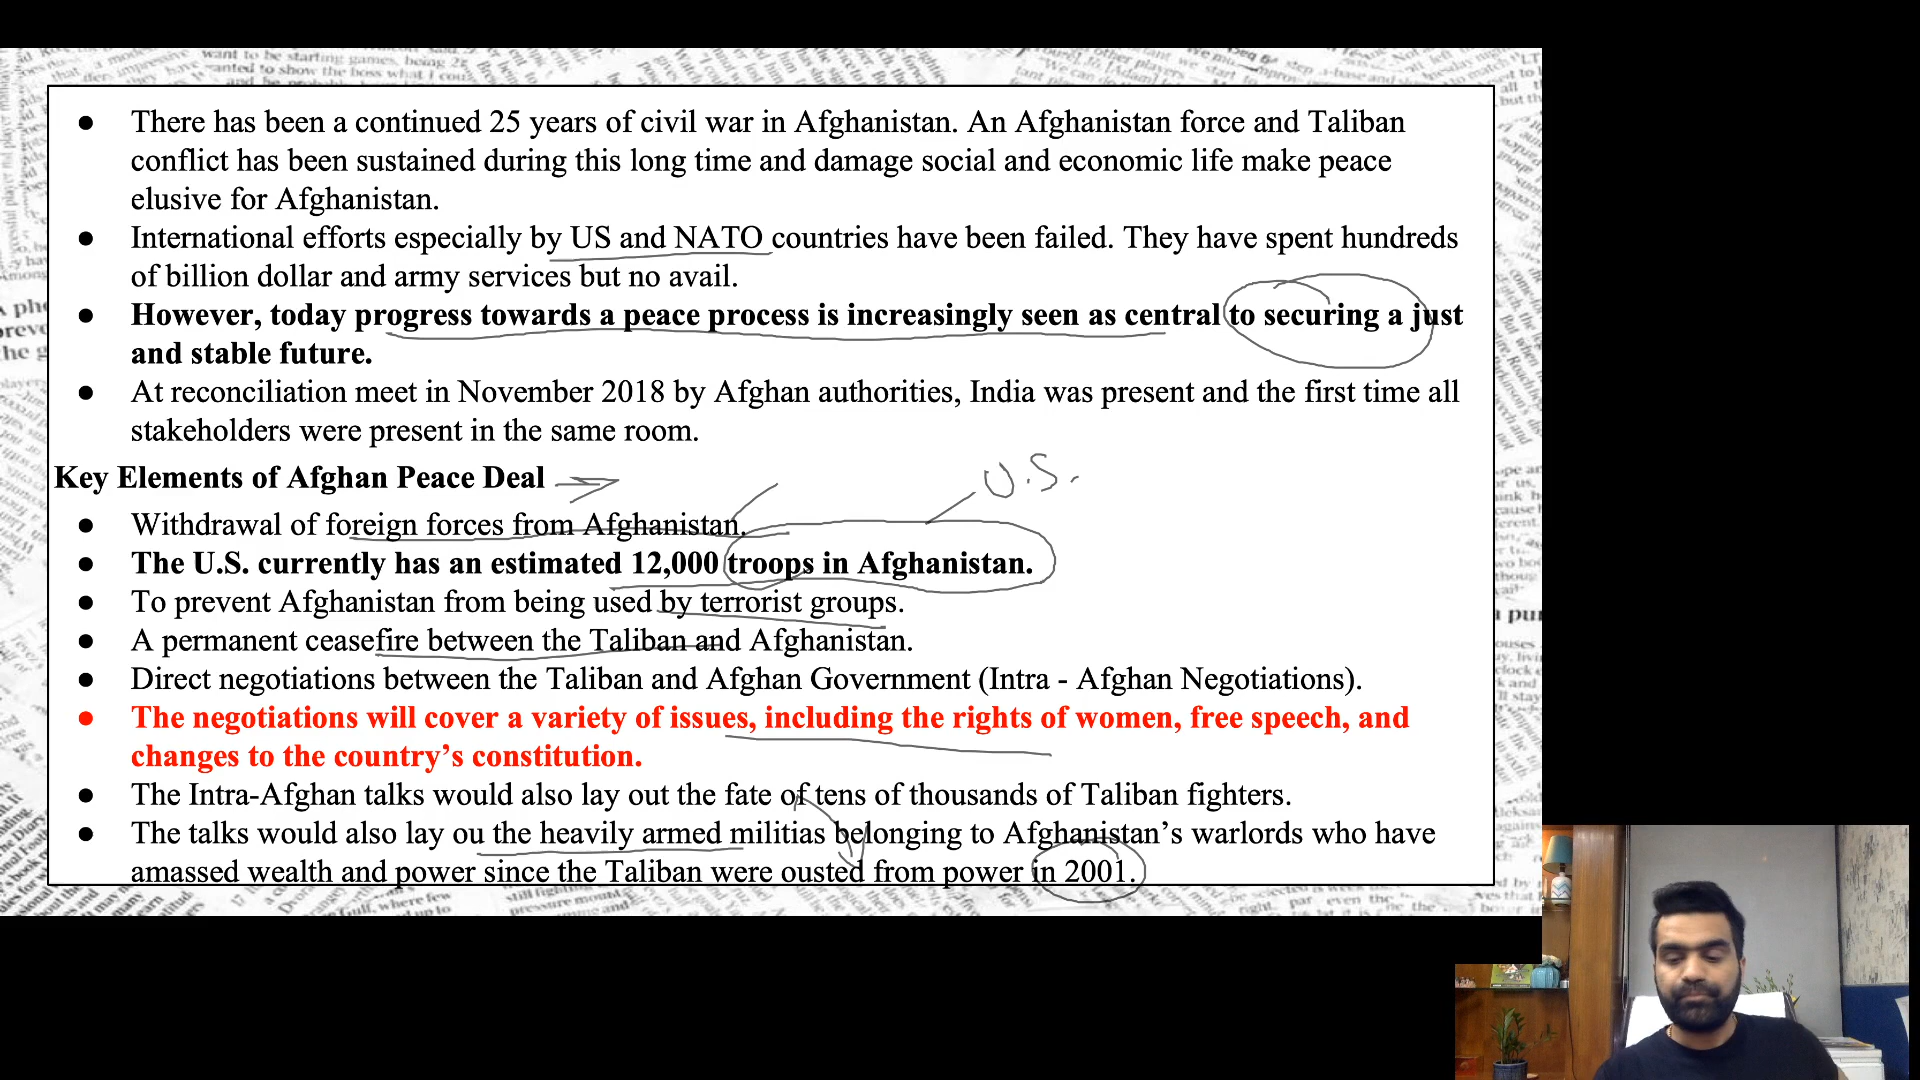 ● There has been a continued 25 years of civil war in Afghanistan. An Afghanistan force and Taliban
conflict has been sustained during this long time and damage social and economic life make peace
elusive for Afghanistan.
● International efforts especially by US and NATO countries have been failed. They have spent hundreds
of billion dollar and army services but no avail.
● However, today progress towards a peace process is increasingly seen as central to securing a just
and stable future.
● At reconciliation meet in November 2018 by Afghan authorities, India was present and the first time all
stakeholders were present in the same room.
Key Elements of Afghan Peace Deal
U.S.
● Withdrawal of foreign forces from Afghanistan.
● The U.S. currently has an estimated 12,000 troops in Afghanistan.
● To prevent Afghanistan from being used by terrorist groups.
● A permanent ceasefire between the Taliban and Afghanistan.
● Direct negotiations between the Taliban and Afghan Government (Intra - Afghan Negotiations).
● The negotiations will cover a variety of issues, including the rights of women, free speech, and
changes to the country’s constitution.
● The Intra-Afghan talks would also lay out the fate of tens of thousands of Taliban fighters.
● The talks would also lay ou the heavily armed militias belonging to Afghanistan’s warlords who have
amassed wealth and power since the Taliban were ousted from power in 2001.